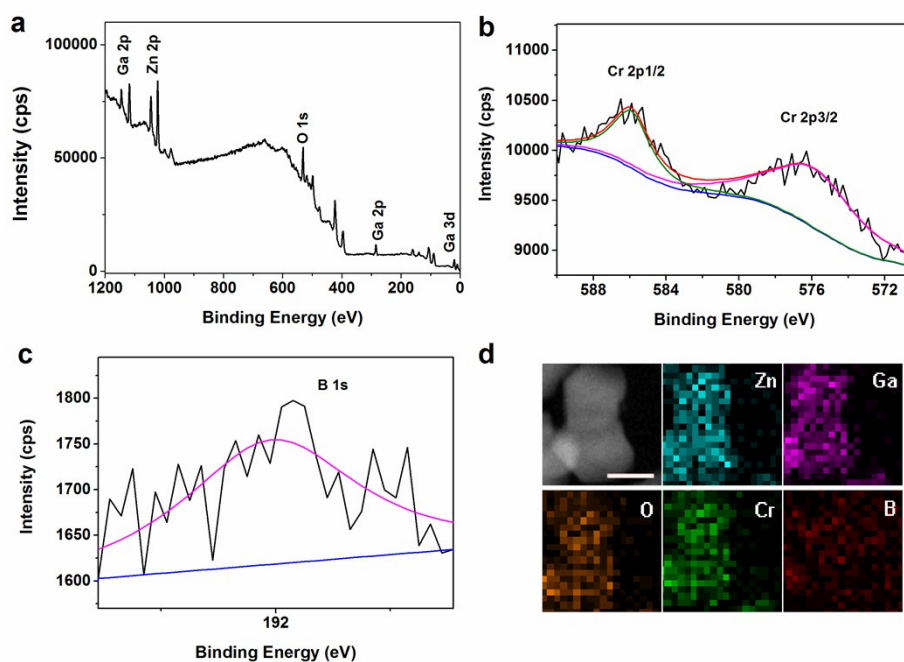 a
100000
50000
0
1200 1000 800 600 400 200 0
Intensity (cps)
Binding Energy (eV)
Ga 2p
Zn 2p
O 1s
Ga 2p
Ga 3d
b
11000
10500
10000
9500
9000
588 584 580 576 572
Intensity (cps)
Binding Energy (eV)
Cr 2p1/2
Cr 2p3/2
c
1800
1750
1700
1650
1600
192
Intensity (cps)
Binding Energy (eV)
B 1s
d
Zn
Ga
O
Cr
B